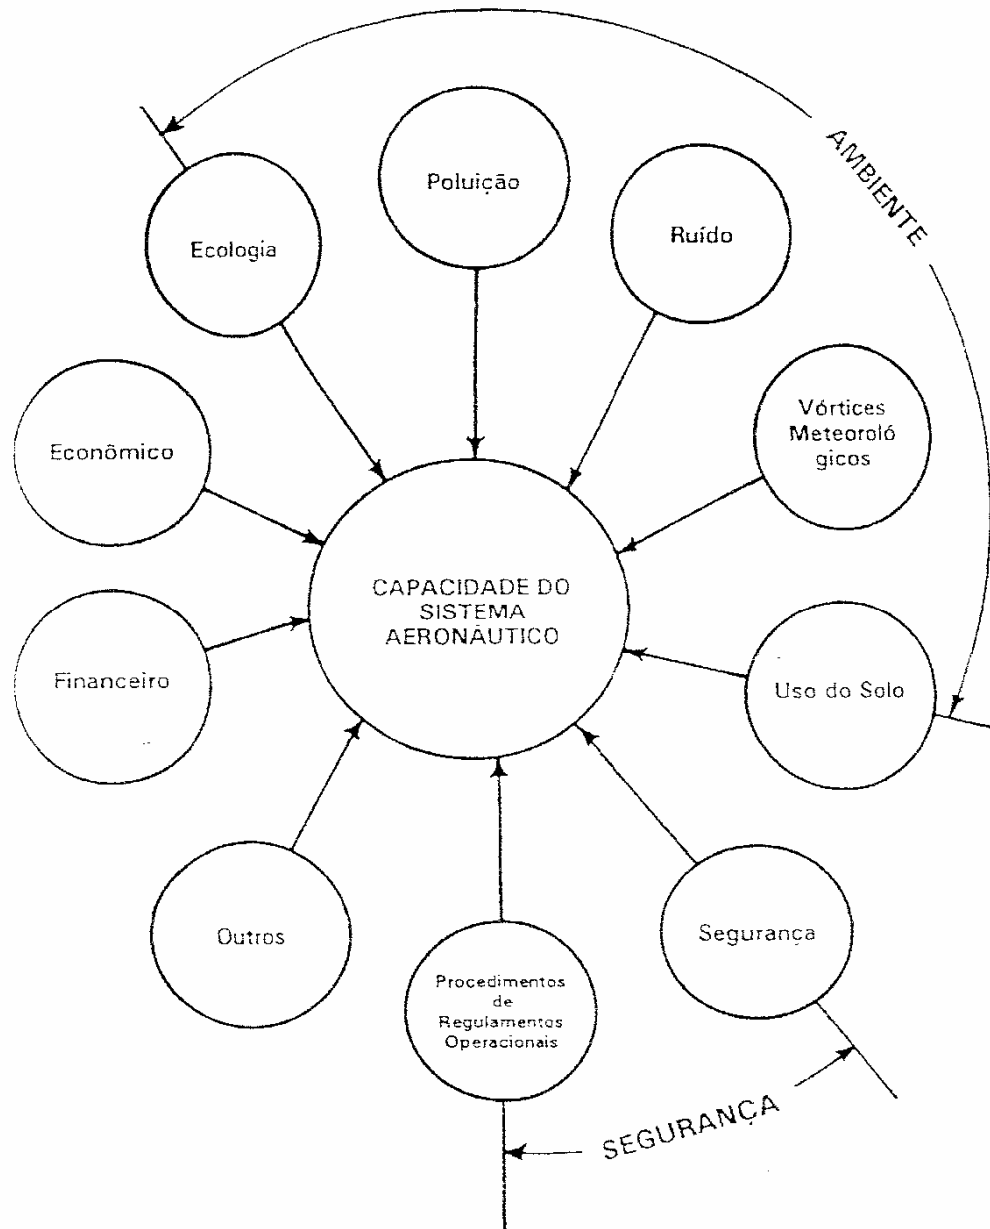 AMBIENTE
Poluição
Ruído
Ecologia
Vórtices
Meteoroló
gicos
Econômico
CAPACIDADE DO
SISTEMA
AERONÁUTICO
Financeiro
Uso do Solo
Outros
Segurança
Procedimentos
de
Regulamentos
Operacionais
SEGURANÇA